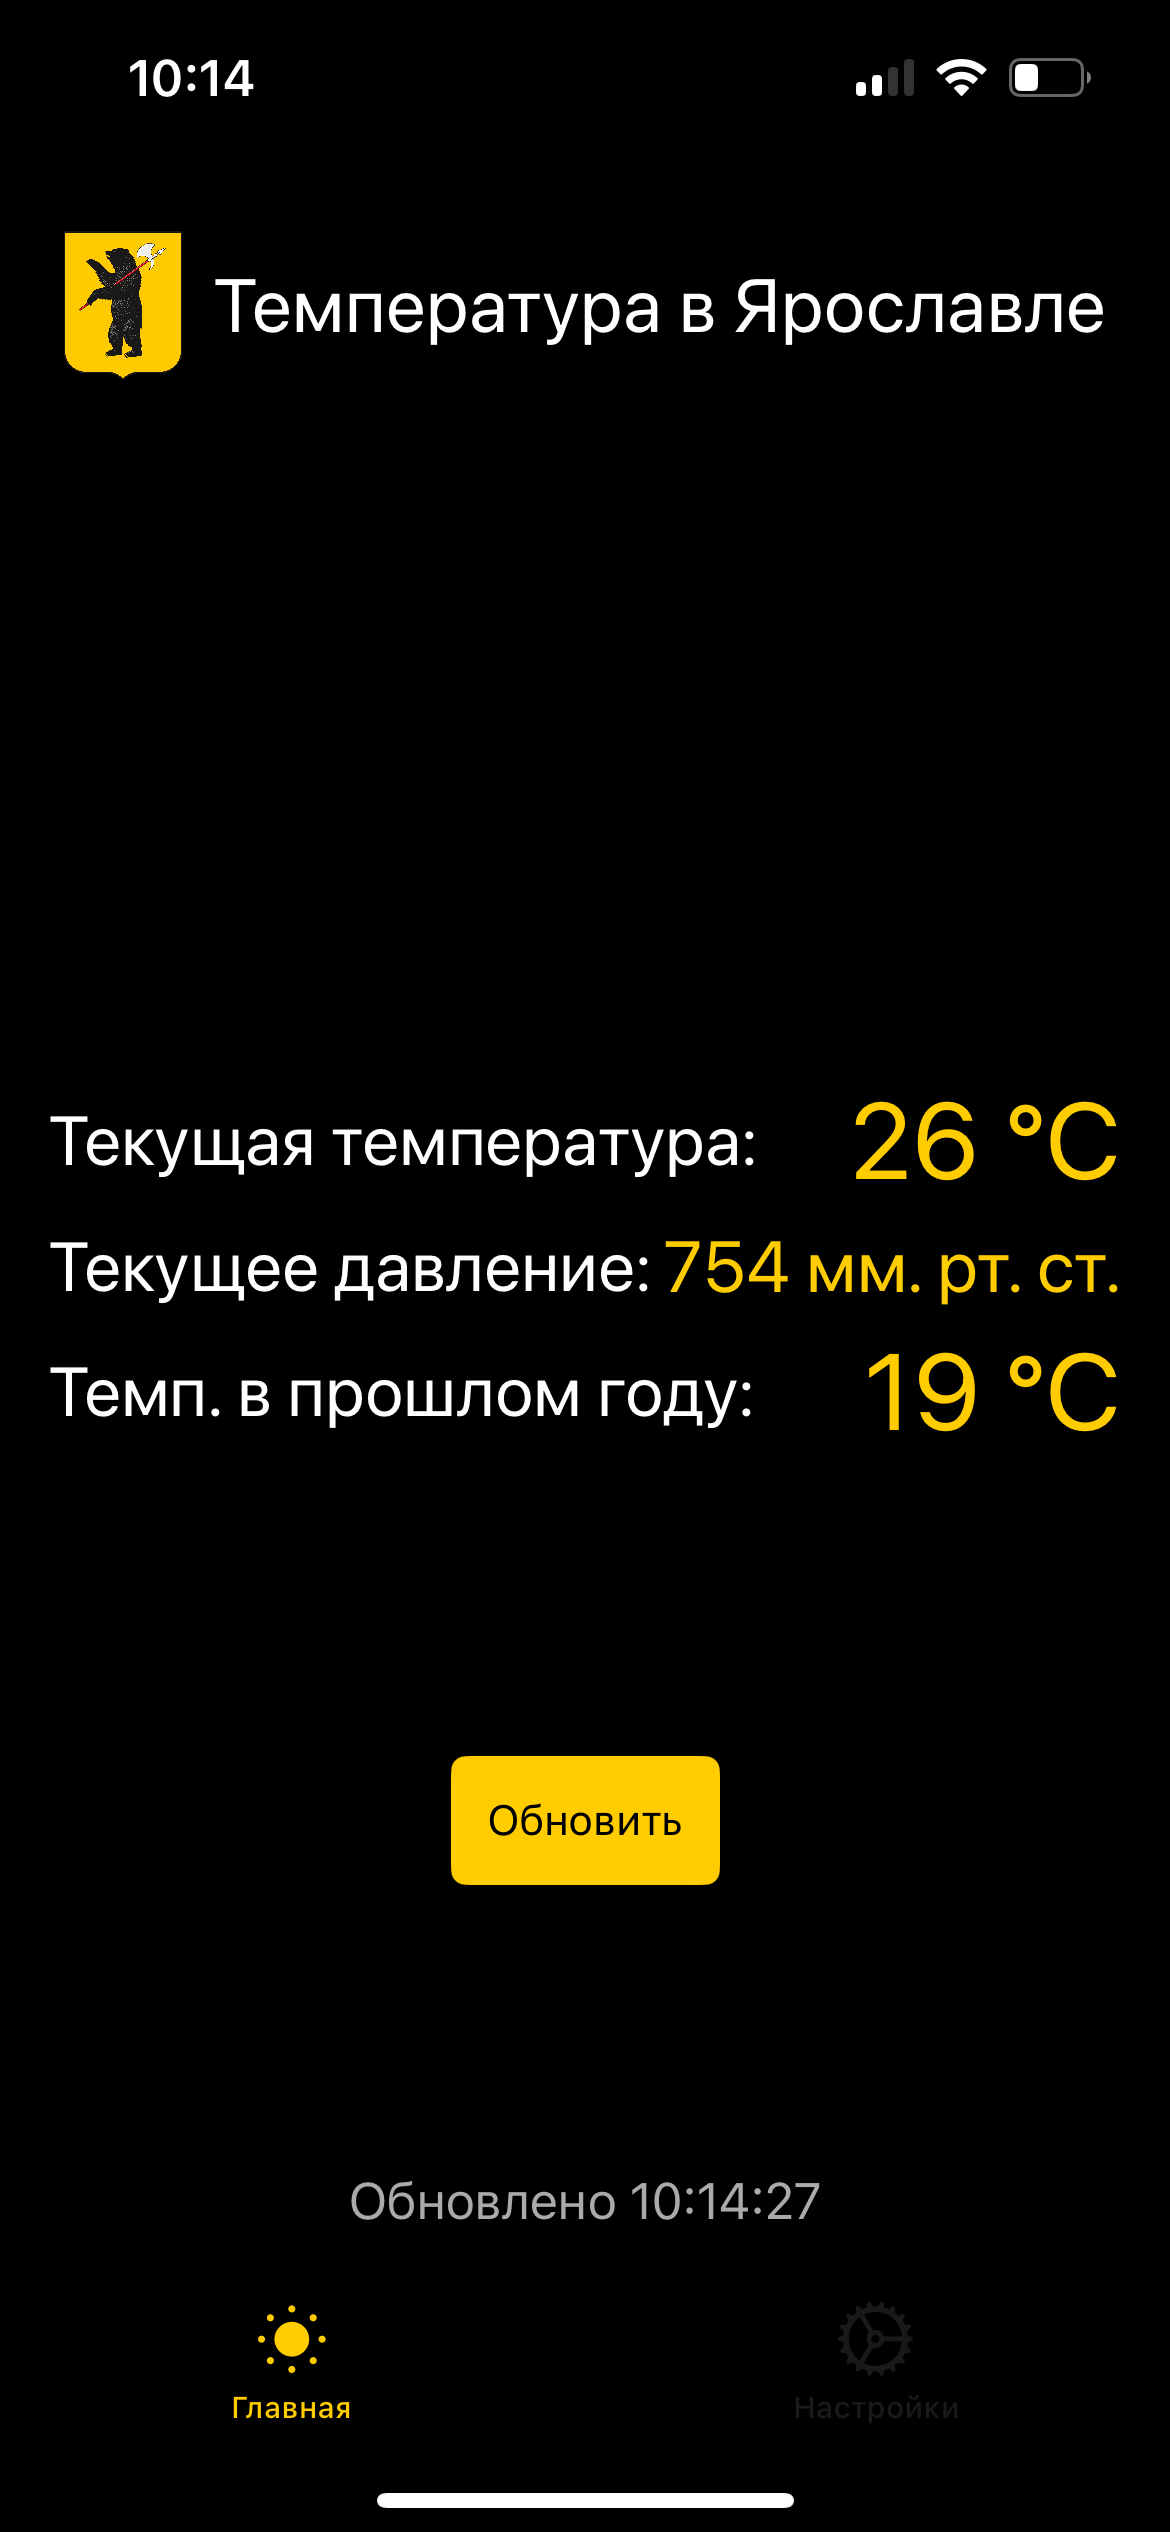 10:14
Температура в Ярославле
Текущая температура: 26 °C
Текущее давление: 754 мм. рт. ст.
Темп. в прошлом году: 19 °C
Обновить
Обновлено 10:14:27
Главная Настройки